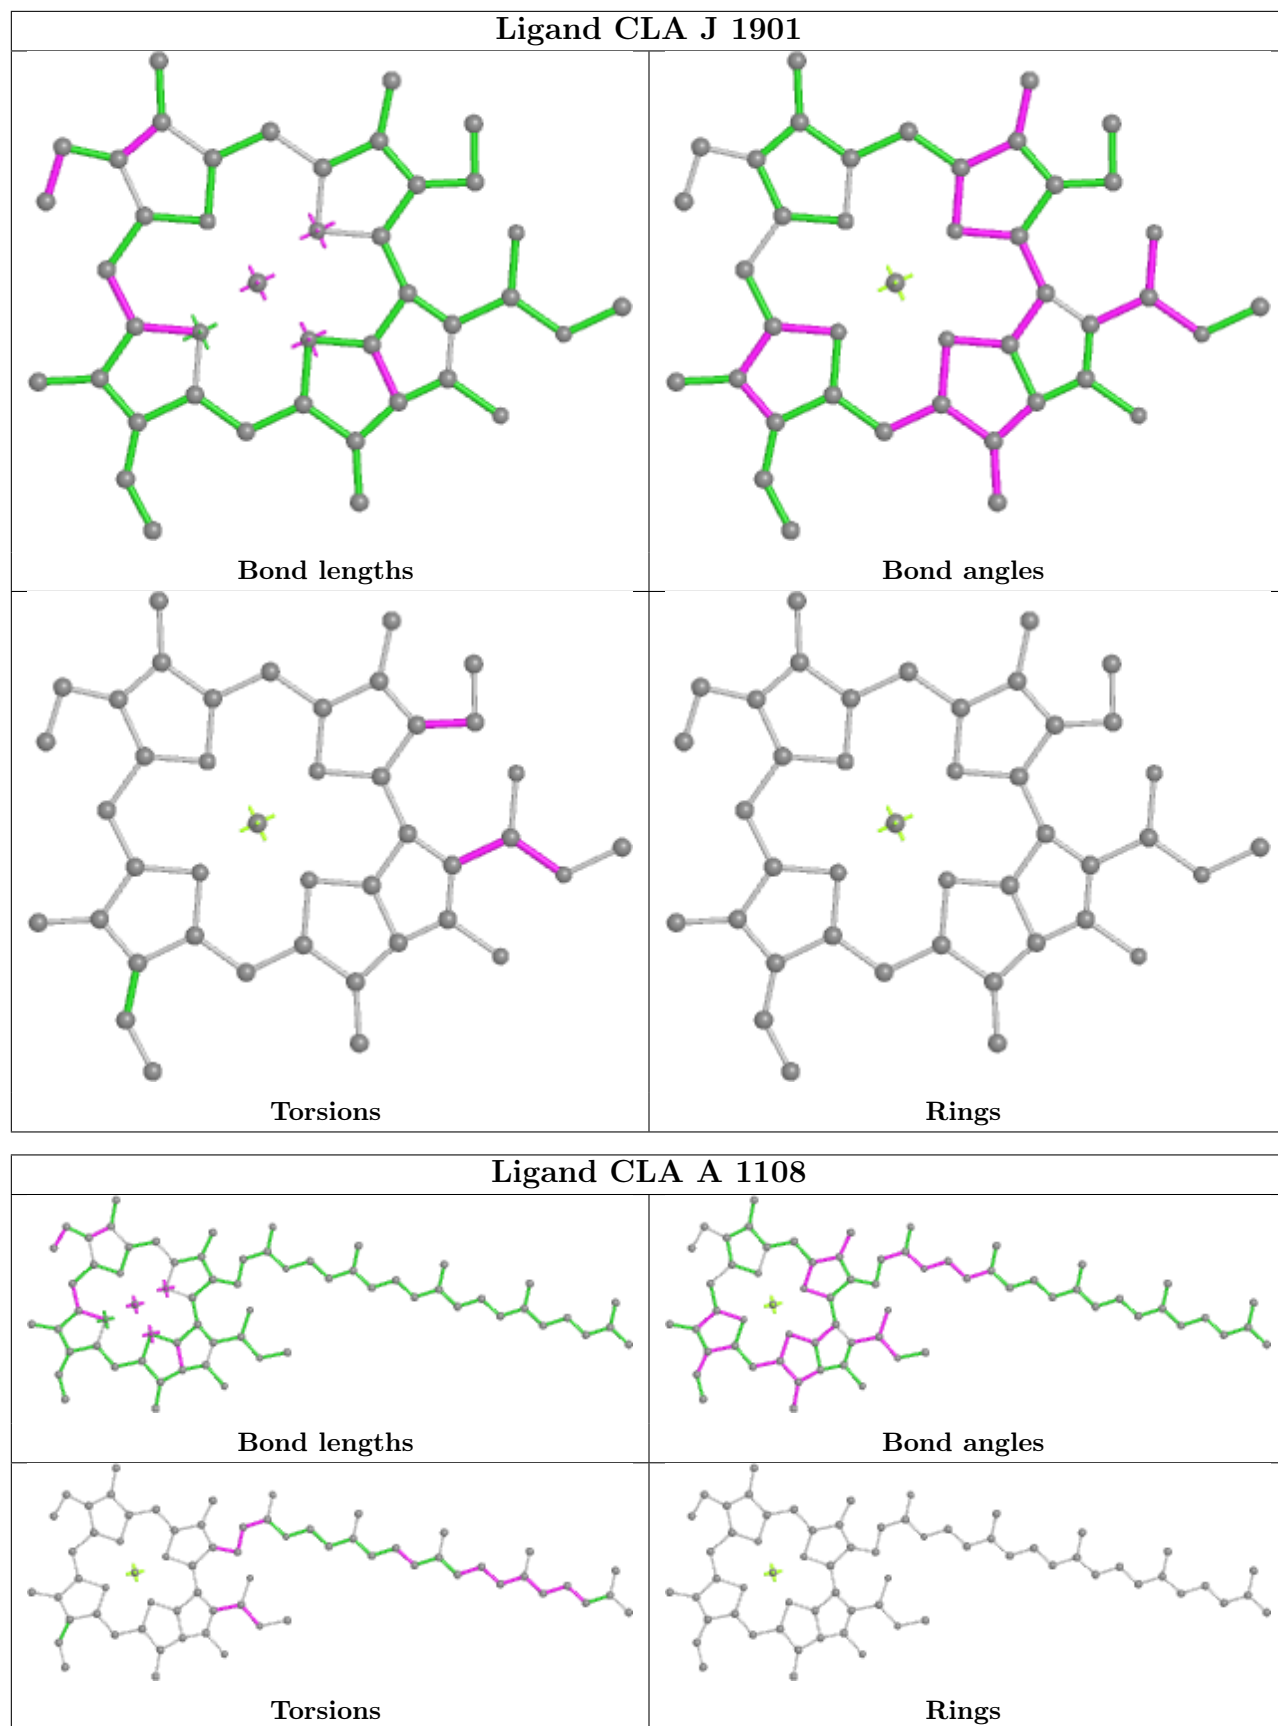 Ligand CLA J 1901
Bond lengths
Bond angles
Torsions
Rings
Ligand CLA A 1108
Bond lengths
Bond angles
Torsions
Rings